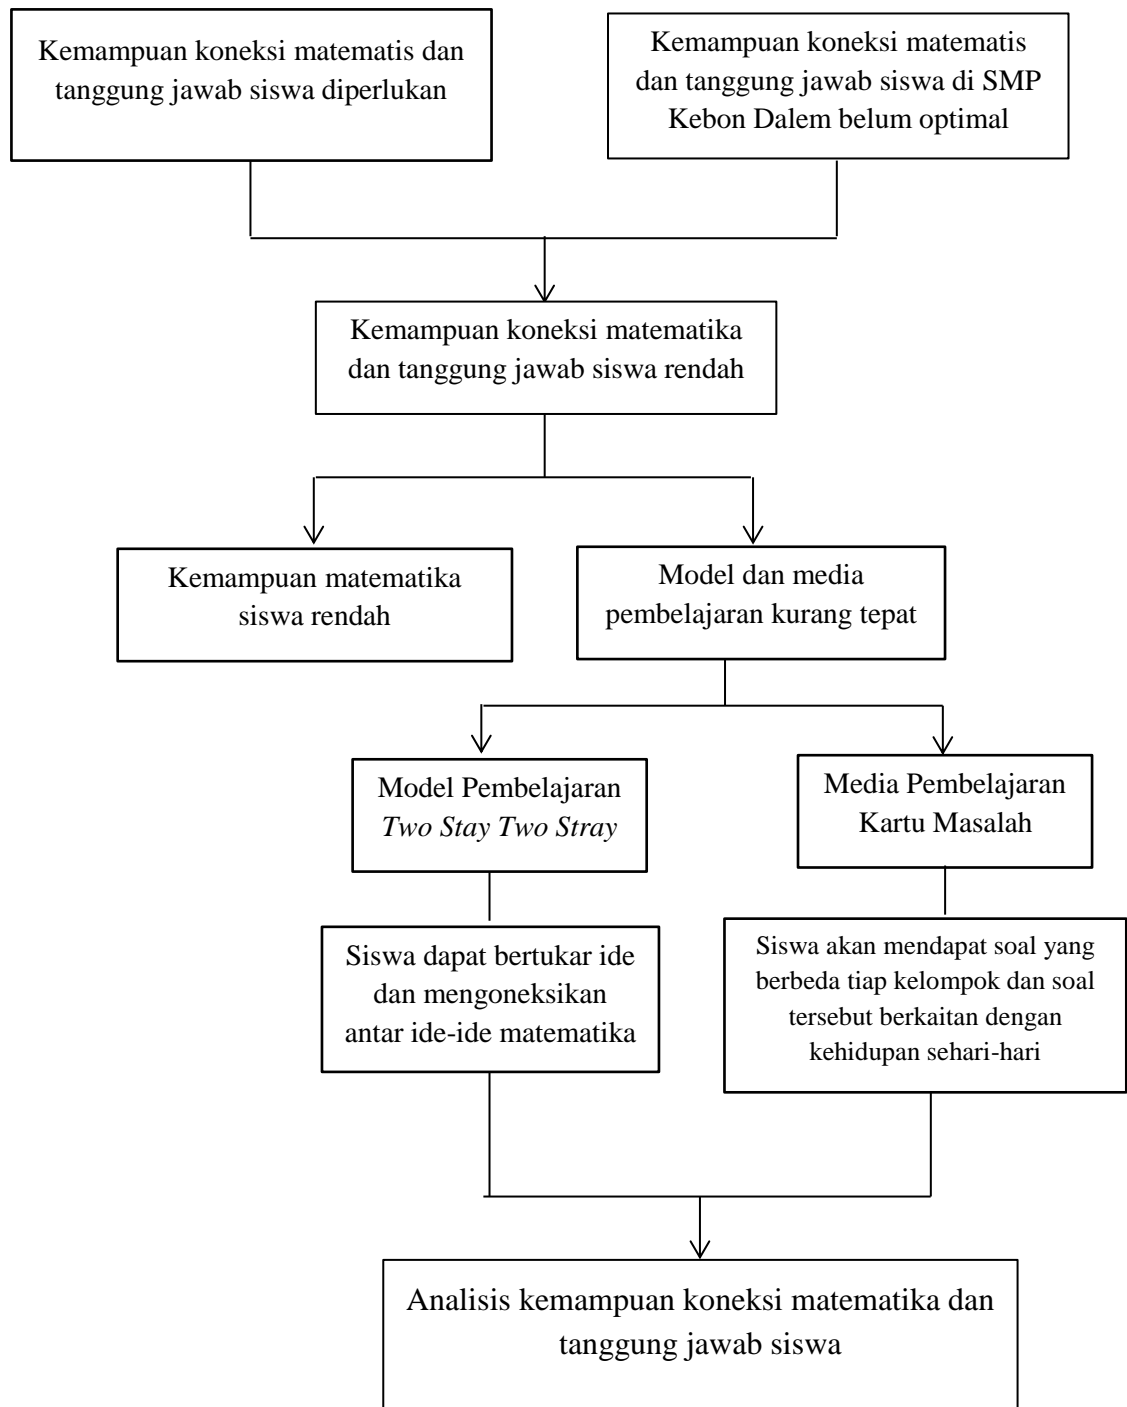 Kemampuan koneksi matematis dan
tanggung jawab siswa diperlukan
Kemampuan koneksi matematis
dan tanggung jawab siswa di SMP
Kebon Dalem belum optimal
Kemampuan koneksi matematika
dan tanggung jawab siswa rendah
Kemampuan matematika
siswa rendah
Model dan media
pembelajaran kurang tepat
Model Pembelajaran
Two Stay Two Stray
Media Pembelajaran
Kartu Masalah
Siswa dapat bertukar ide
dan mengoneksikan
antar ide-ide matematika
Siswa akan mendapat soal yang
berbeda tiap kelompok dan soal
tersebut berkaitan dengan
kehidupan sehari-hari
Analisis kemampuan koneksi matematika dan
tanggung jawab siswa